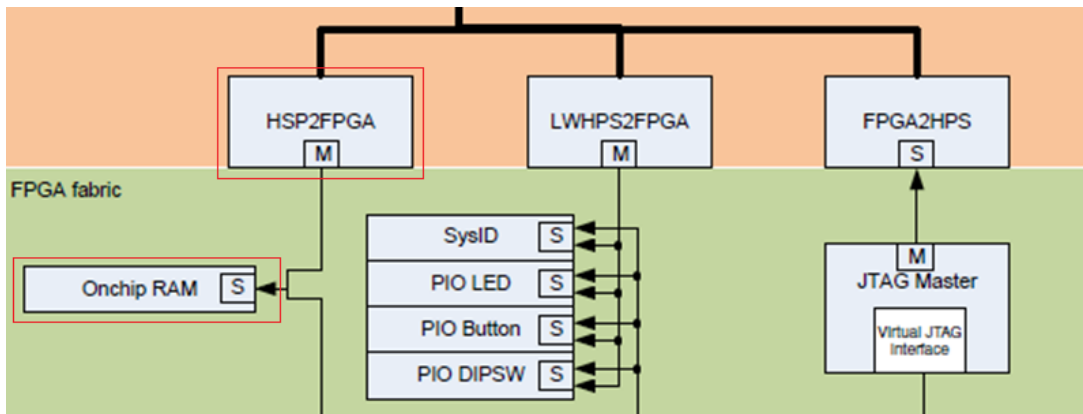 HSP2FPGA
M
LWHPS2FPGA
M
FPGA2HPS
S
FPGA fabric
SysID S
PIO LED S
PIO Button S
PIO DIPSW S
Onchip RAM S
M
JTAG Master
Virtual JTAG
Interface